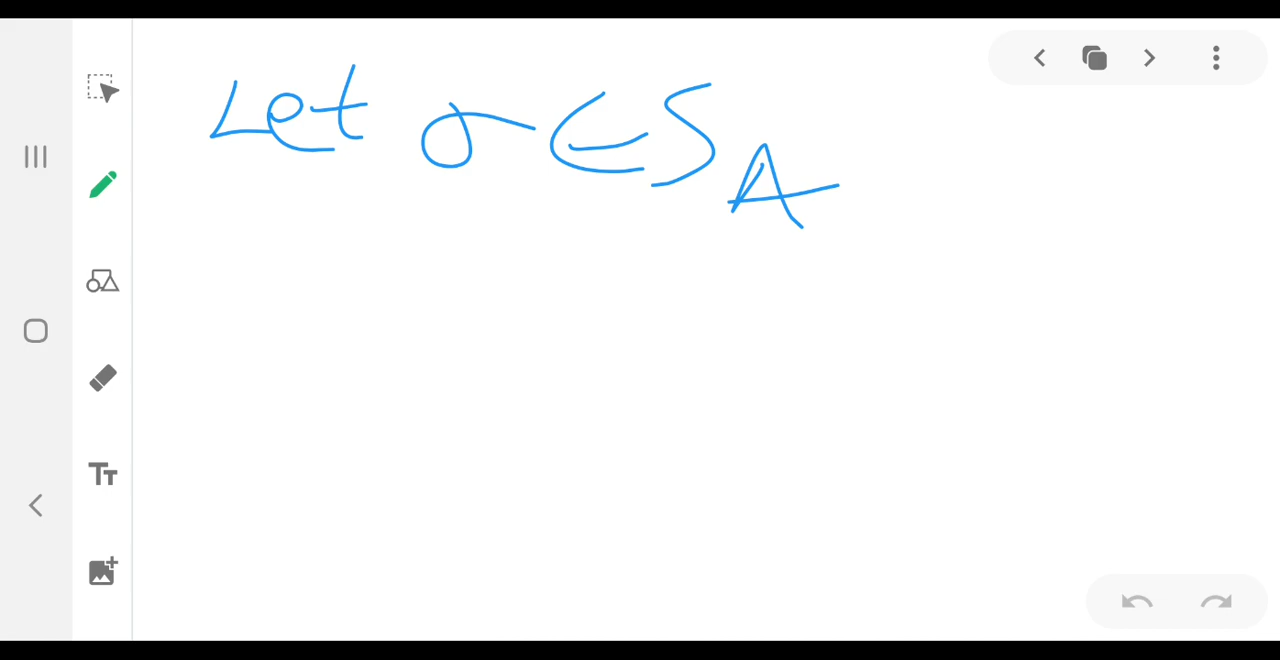 Let σ ∈ S_A